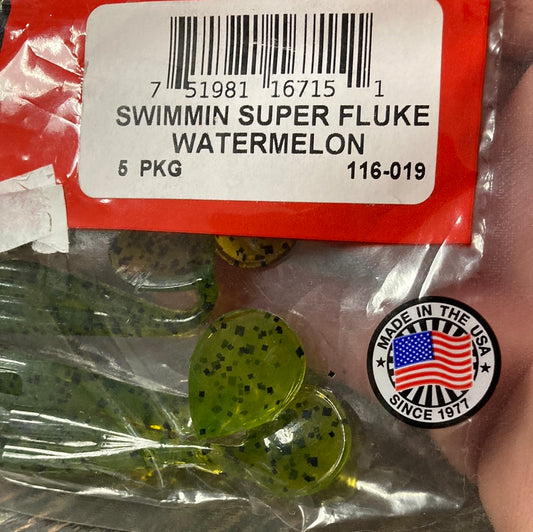 7 51981 16715 1
SWIMMIN SUPER FLUKE
WATERMELON
5 PKG 116-019
MADE IN THE USA
SINCE 1977